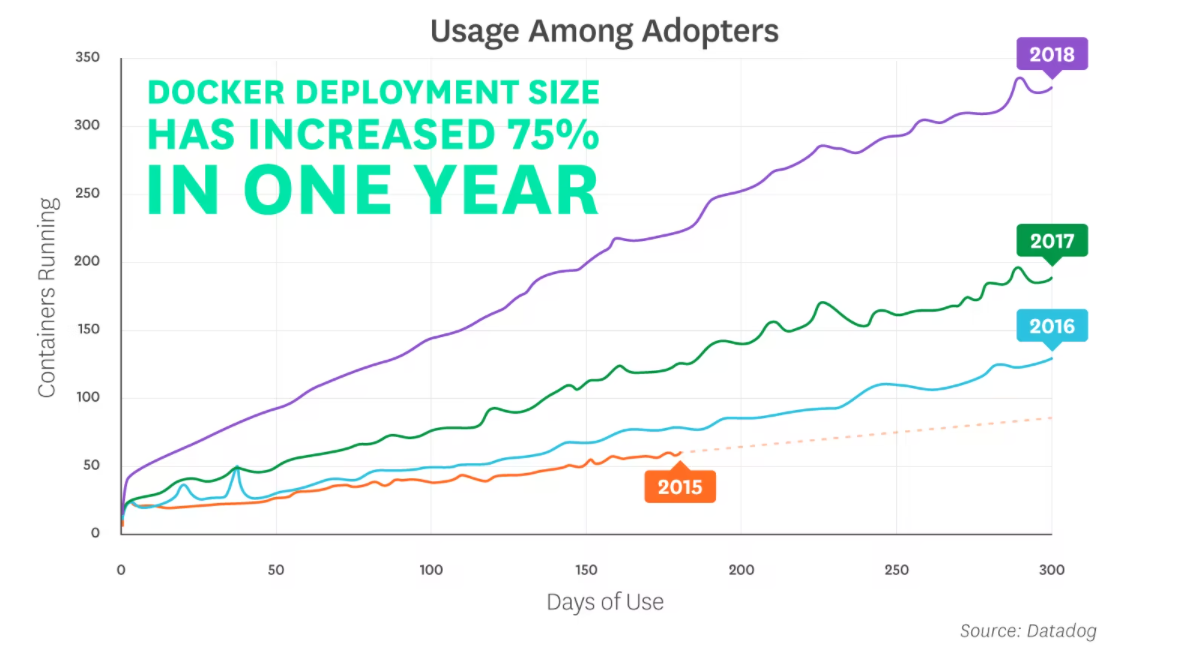 Usage Among Adopters
DOCKER DEPLOYMENT SIZE
HAS INCREASED 75%
IN ONE YEAR
Containers Running
350
300
250
200
150
100
50
0
2018
2017
2016
2015
0 50 100 150 200 250 300
Days of Use
Source: Datadog